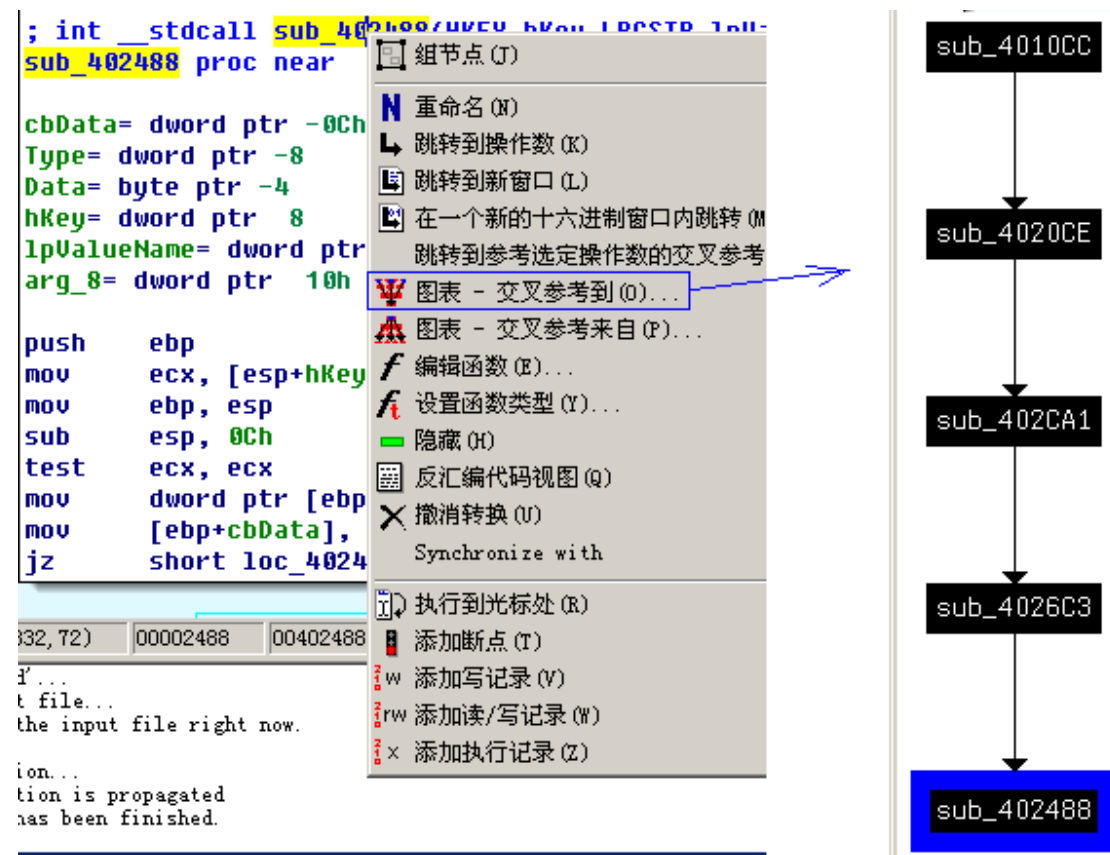 ; int __stdcall sub_402488(HKEY hKey,LPCSTR
sub_402488 proc near
cbData= dword ptr -0Ch
Type= dword ptr -8
Data= byte ptr -4
hKey= dword ptr  8
lpValueName= dword ptr
arg_8= dword ptr  10h
push    ebp
mov     ecx, [esp+hKey
mov     ebp, esp
sub     esp, 0Ch
test    ecx, ecx
mov     dword ptr [ebp
mov     [ebp+cbData],
jz      short loc_4024
332, 72)
00002488
00402488
d'...
t file...
the input file right now.
ion...
tion is propagated
has been finished.
组节点(J)
重命名(N)
跳转到操作数(K)
跳转到新窗口(L)
在一个新的十六进制窗口内跳转(M
跳转到参考选定操作数的交叉参考
图表 - 交叉参考到(O)...
图表 - 交叉参考来自(P)...
编辑函数(E)...
设置函数类型(Y)...
隐藏(H)
反汇编代码视图(Q)
撤消转换(U)
Synchronize with
执行到光标处(R)
添加断点(T)
添加写记录(V)
添加读/写记录(W)
添加执行记录(Z)
sub_4010CC
sub_4020CE
sub_402CA1
sub_4026C3
sub_402488